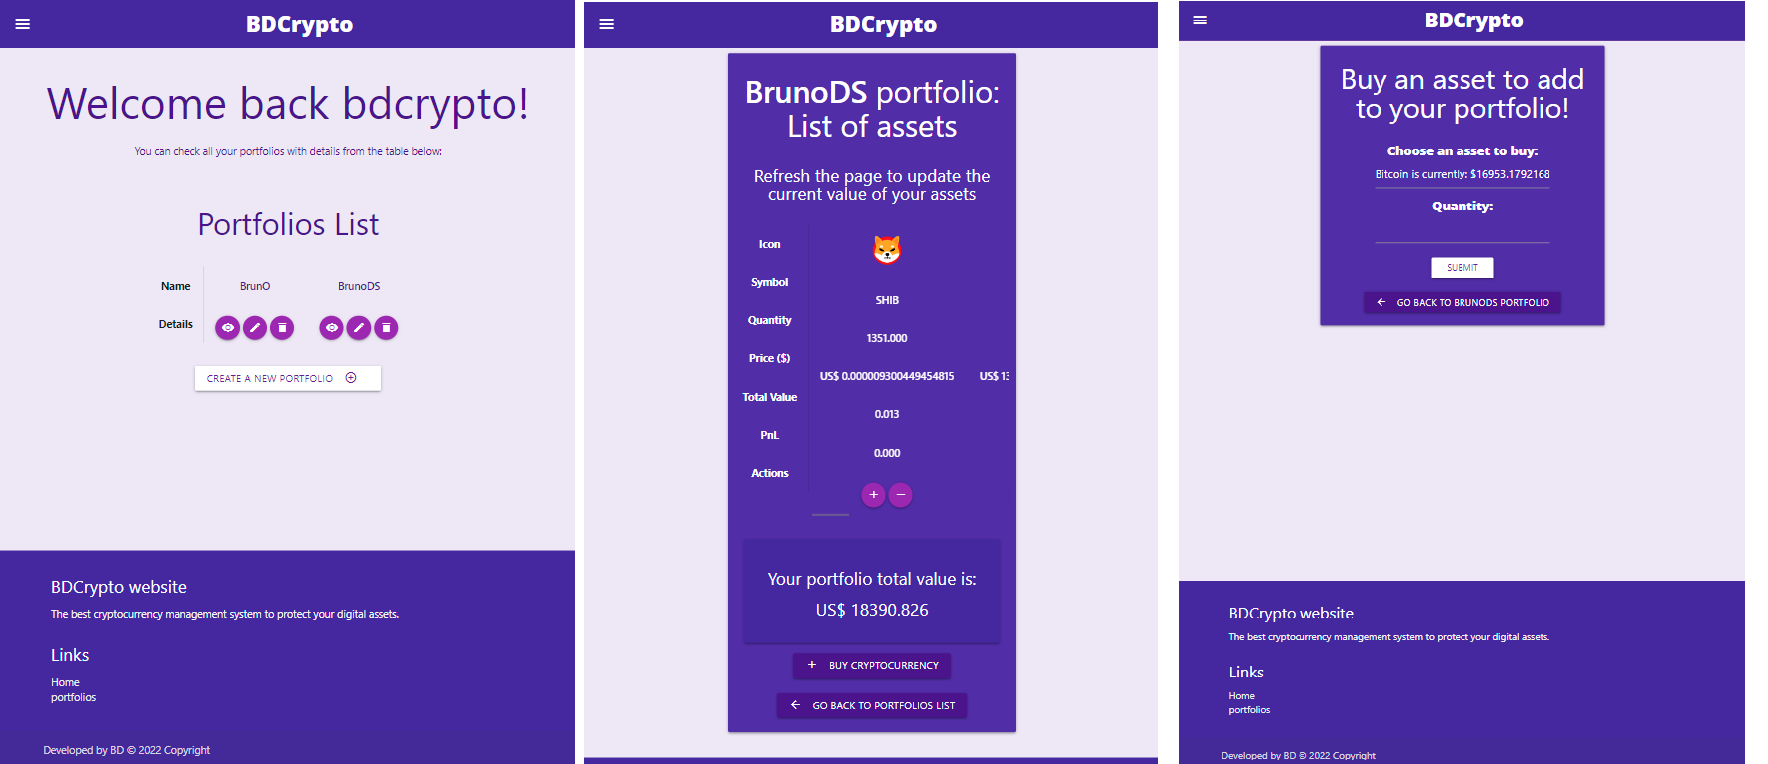 BDCrypto
Welcome back bdcrypto!
You can check all your portfolios with details from the table below:
Portfolios List
Name BrunO BrunoDS
Details
CREATE A NEW PORTFOLIO
BDCrypto website
The best cryptocurrency management system to protect your digital assets.
Links
Home
portfolios
Developed by BD © 2022 Copyright
BDCrypto
BrunoDS portfolio:
List of assets
Refresh the page to update the
current value of your assets
Icon
Symbol SHIB
Quantity 1351.000
Price ($) US$ 0.000009300449454815 US$ 13
Total Value 0.013
PnL 0.000
Actions
Your portfolio total value is:
US$ 18390.826
BUY CRYPTOCURRENCY
GO BACK TO PORTFOLIOS LIST
BDCrypto
Buy an asset to add
to your portfolio!
Choose an asset to buy:
Bitcoin is currently: $16953.1792168
Quantity:
SUBMIT
GO BACK TO BRUNODS PORTFOLIO
BDCrypto website
The best cryptocurrency management system to protect your digital assets.
Links
Home
portfolios
Developed by BD © 2022 Copyright